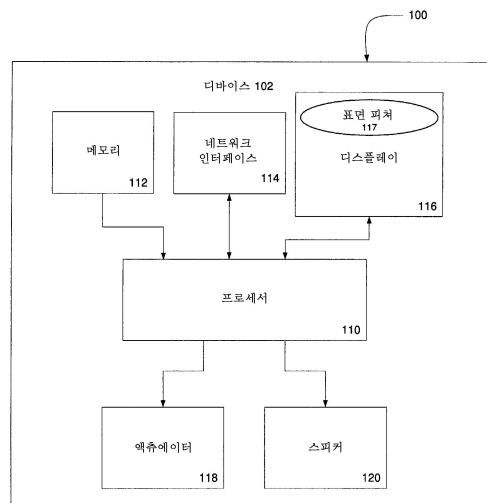 100
디바이스 102
메모리
112
네트워크
인터페이스
114
표면 피쳐
117
디스플레이
116
프로세서
110
액츄에이터
118
스피커
120